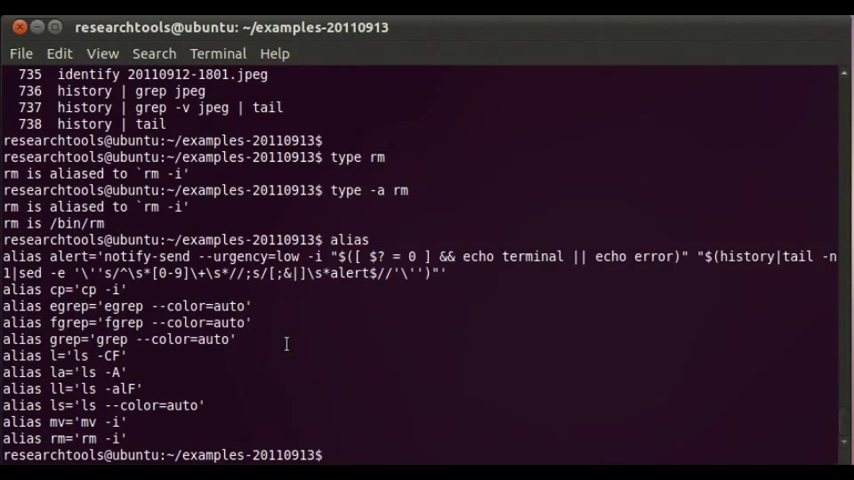 researchtools@ubuntu: ~/examples-20110913
File Edit View Search Terminal Help
735  identify 20110912-1801.jpeg
736  history | grep jpeg
737  history | grep -v jpeg | tail
738  history | tail
researchtools@ubuntu:~/examples-20110913$
researchtools@ubuntu:~/examples-20110913$ type rm
rm is aliased to `rm -i'
researchtools@ubuntu:~/examples-20110913$ type -a rm
rm is aliased to `rm -i'
rm is /bin/rm
researchtools@ubuntu:~/examples-20110913$ alias
alias alert='notify-send --urgency=low -i "$([ $? = 0 ] && echo terminal || echo error)" "$(history|tail -n
1|sed -e '\''s/^\s*[0-9]\+\s*//;s/[;&|]\s*alert$//'\'')"'
alias cp='cp -i'
alias egrep='egrep --color=auto'
alias fgrep='fgrep --color=auto'
alias grep='grep --color=auto'
alias l='ls -CF'
alias la='ls -A'
alias ll='ls -alF'
alias ls='ls --color=auto'
alias mv='mv -i'
alias rm='rm -i'
researchtools@ubuntu:~/examples-20110913$